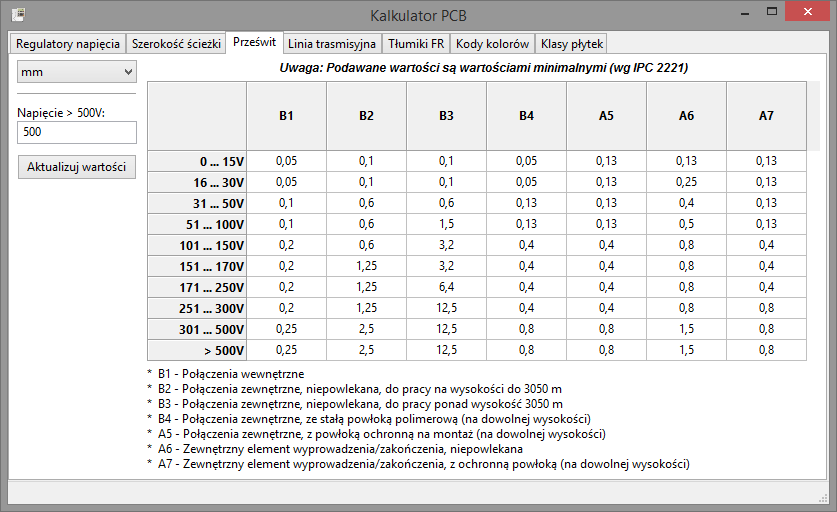 Kalkulator PCB
Regulatory napięcia Szerokość ścieżki Prześwit Linia trasmisyjna Tłumiki FR Kody kolorów Klasy płytek
mm
Napięcie > 500V:
500
Aktualizuj wartości
Uwaga: Podawane wartości są wartościami minimalnymi (wg IPC 2221)
B1 B2 B3 B4 A5 A6 A7
0 ... 15V 0,05 0,1 0,1 0,05 0,13 0,13 0,13
16 ... 30V 0,05 0,1 0,1 0,05 0,13 0,25 0,13
31 ... 50V 0,1 0,6 0,6 0,13 0,13 0,4 0,13
51 ... 100V 0,1 0,6 1,5 0,13 0,13 0,5 0,13
101 ... 150V 0,2 0,6 3,2 0,4 0,4 0,8 0,4
151 ... 170V 0,2 1,25 3,2 0,4 0,4 0,8 0,4
171 ... 250V 0,2 1,25 6,4 0,4 0,4 0,8 0,4
251 ... 300V 0,2 1,25 12,5 0,4 0,4 0,8 0,8
301 ... 500V 0,25 2,5 12,5 0,8 0,8 1,5 0,8
> 500V 0,25 2,5 12,5 0,8 0,8 1,5 0,8
* B1 - Połączenia wewnętrzne
* B2 - Połączenia zewnętrzne, niepowlekana, do pracy na wysokości do 3050 m
* B3 - Połączenia zewnętrzne, niepowlekana, do pracy ponad wysokość 3050 m
* B4 - Połączenia zewnętrzne, ze stałą powłoką polimerową (na dowolnej wysokości)
* A5 - Połączenia zewnętrzne, z powłoką ochronną na montaż (na dowolnej wysokości)
* A6 - Zewnętrzny element wyprowadzenia/zakończenia, niepowlekana
* A7 - Zewnętrzny element wyprowadzenia/zakończenia, z ochronną powłoką (na dowolnej wysokości)